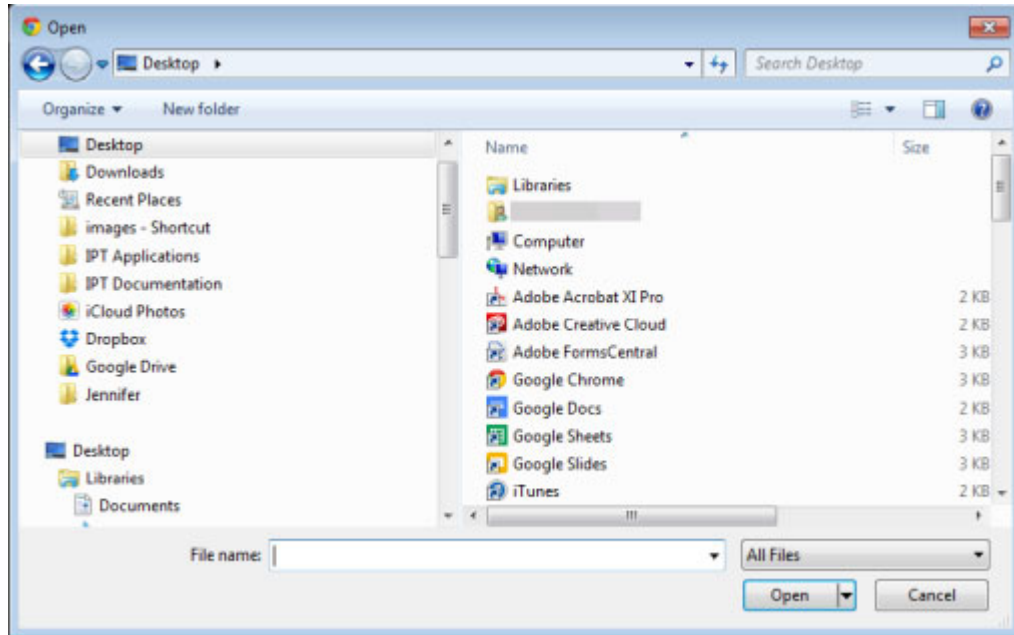 Open
Desktop
Search Desktop
Organize New folder
Desktop
Downloads
Recent Places
images - Shortcut
IPT Applications
IPT Documentation
iCloud Photos
Dropbox
Google Drive
Jennifer
Desktop
Libraries
Documents
Name Size
Libraries
Computer
Network
Adobe Acrobat XI Pro 2 KB
Adobe Creative Cloud 2 KB
Adobe FormsCentral 3 KB
Google Chrome 3 KB
Google Docs 2 KB
Google Sheets 3 KB
Google Slides 3 KB
iTunes 2 KB
File name: All Files
Open Cancel